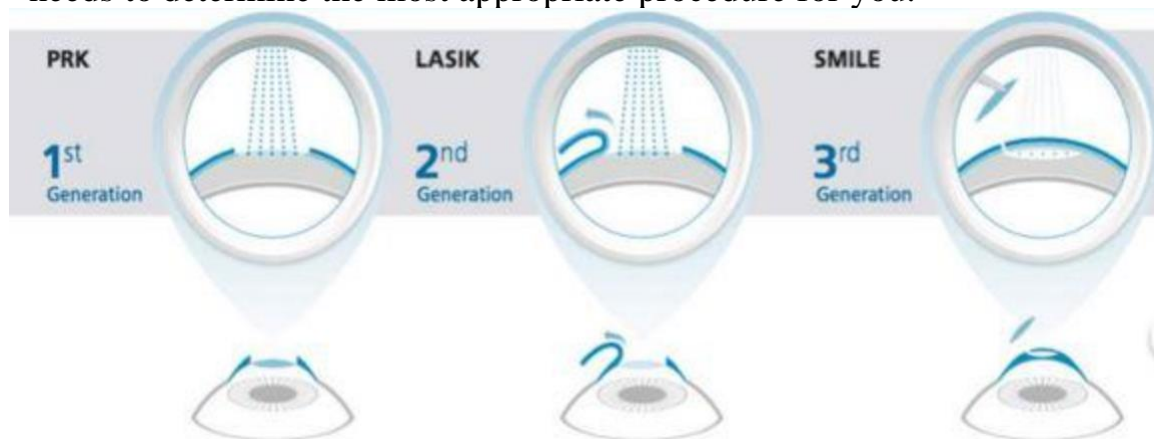 needs to determine the most appropriate procedure for you.
PRK
1st
Generation
LASIK
2nd
Generation
SMILE
3rd
Generation